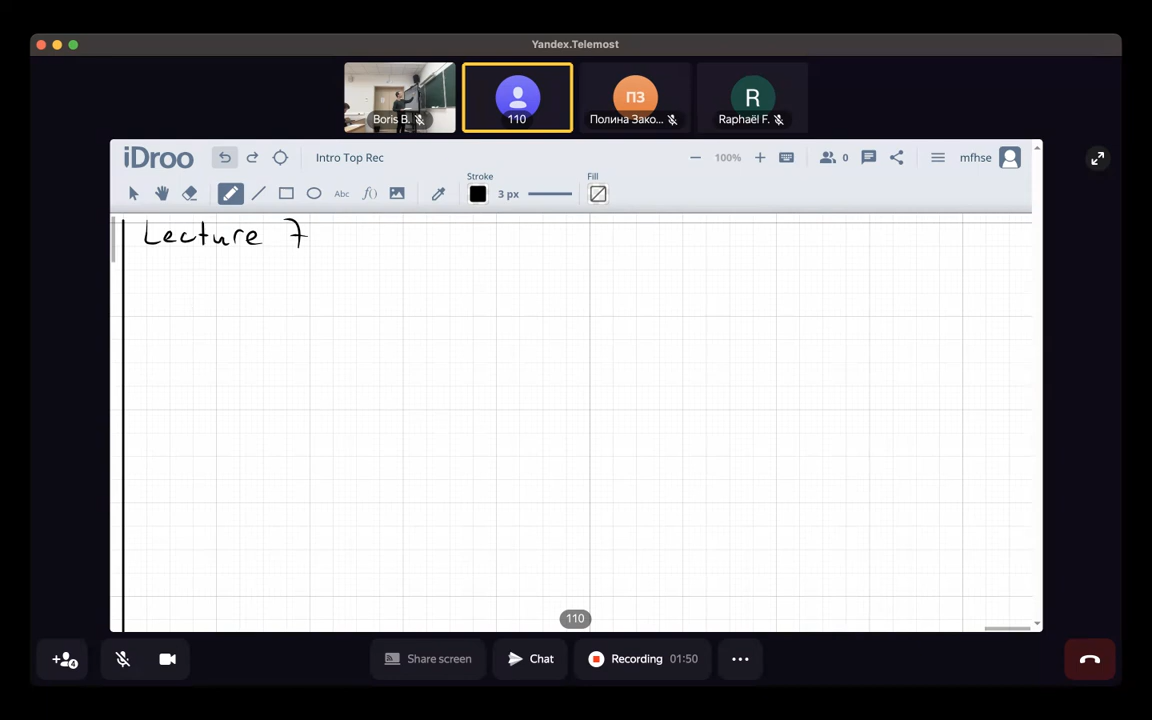 Yandex.Telemost
Boris B.
110
ПЗ
Полина Зако...
R
Raphaël F.
iDroo
Intro Top Rec
100%
0
mfhse
Abc
f()
Stroke
3 px
Fill
Lecture 7
110
+4
Share screen
Chat
Recording 01:50